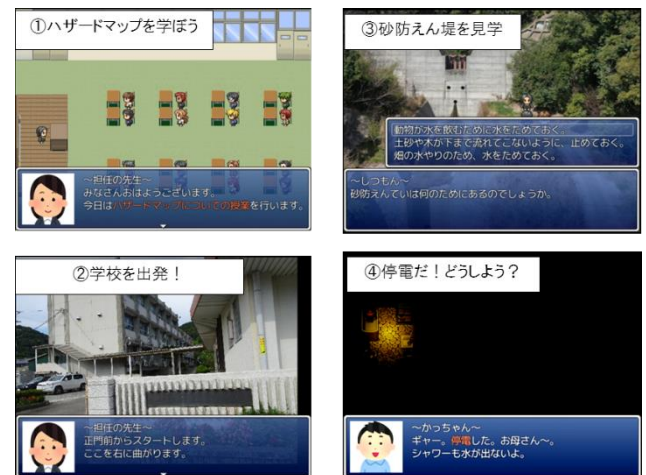 ①ハザードマップを学ぼう
~担任の先生~
みなさんおはようございます。
今日はハザードマップについての授業を行います。
②学校を出発！
~担任の先生~
正門前からスタートします。
ここを右に曲がります。
③砂防えん堤を見学
動物が水を飲むために水をためておく。
土砂や木が下まで流れてこないように、止めておく。
畑の水やりのため、水をためておく。
~しつもん~
砂防えんていは何のためにあるのでしょうか。
④停電だ！どうしよう？
~かっちゃん~
ギャー。停電した。お母さん~。
シャワーも水が出ないよ。